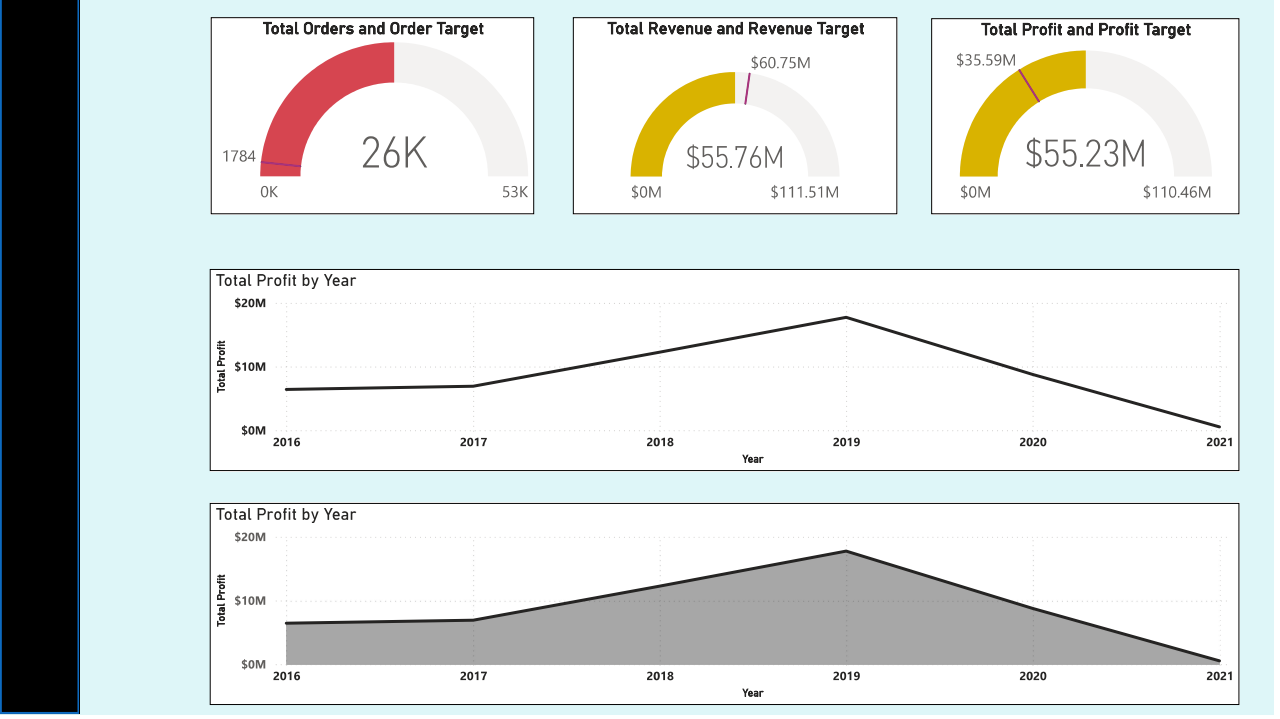 Total Orders and Order Target
1784
26K
0K
53K
Total Revenue and Revenue Target
$60.75M
$55.76M
$0M
$111.51M
Total Profit and Profit Target
$35.59M
$55.23M
$0M
$110.46M
Total Profit by Year
Total Profit
$20M
$10M
$0M
2016 2017 2018 2019 2020 2021
Year
Total Profit by Year
Total Profit
$20M
$10M
$0M
2016 2017 2018 2019 2020 2021
Year